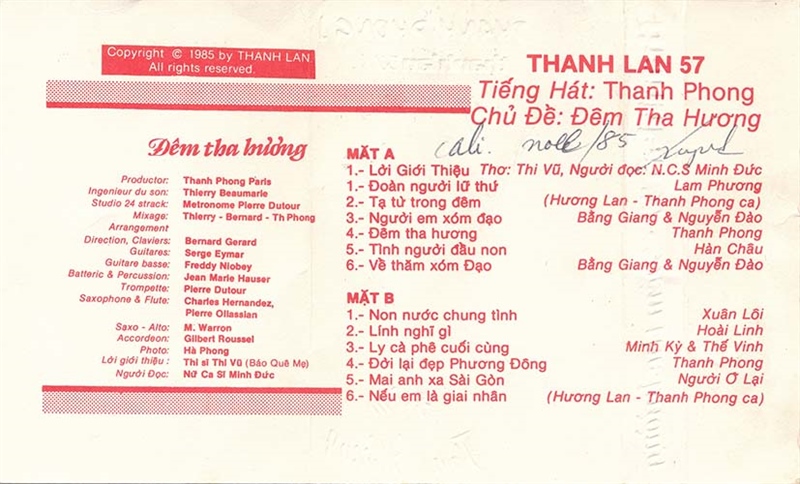 Copyright © 1985 by THANH LAN.
All rights reserved.
THANH LAN 57
Tiếng Hát: Thanh Phong
Chủ Đề: Đêm Tha Hương
Cali. noel/85
Đêm tha hương
Productor: Thanh Phong Paris
Ingenieur du son: Thierry Beaumarie
Studio 24 strack: Metronome Pierre Dutour
Mixage: Thierry - Bernard - Th Phong
Arrangement
Direction, Claviers: Bernard Gerard
Guitares: Serge Eymar
Guitare basse: Freddy Niobey
Batteric & Percussion: Jean Marie Hauser
Trompette: Pierre Dutour
Saxophone & Flute: Charles Hernandez,
Pierre Ollassian
Saxo - Alto: M. Warron
Accordeon: Gilbert Roussel
Photo: Hà Phong
Lời giới thiệu : Thi sĩ Thi Vũ (Bảo Quê Mẹ)
Người Đọc: Nữ Ca Sĩ Minh Đức
MẶT A
1.- Lởi Giới Thiệu Thơ: Thi Vũ, Người đọc: N.C.S Minh Đức
1.- Đoàn người lữ thứ Lam Phương
2.- Tạ tử trong đêm (Hương Lan - Thanh Phong ca)
3.- Người em xóm đạo Bằng Giang & Nguyễn Đào
4.- Đêm tha hương Thanh Phong
5.- Tình người đầu non Hàn Châu
6.- Về thăm xóm Đạo Bằng Giang & Nguyễn Đào
MẶT B
1.- Non nước chung tình Xuân Lôi
2.- Lính nghĩ gì Hoài Linh
3.- Ly cà phê cuối cùng Minh Kỳ & Thế Vinh
4.- Đởi lại đẹp Phương Đông Thanh Phong
5.- Mai anh xa Sài Gòn Người Ở Lại
6.- Nếu em là giai nhân (Hương Lan - Thanh Phong ca)